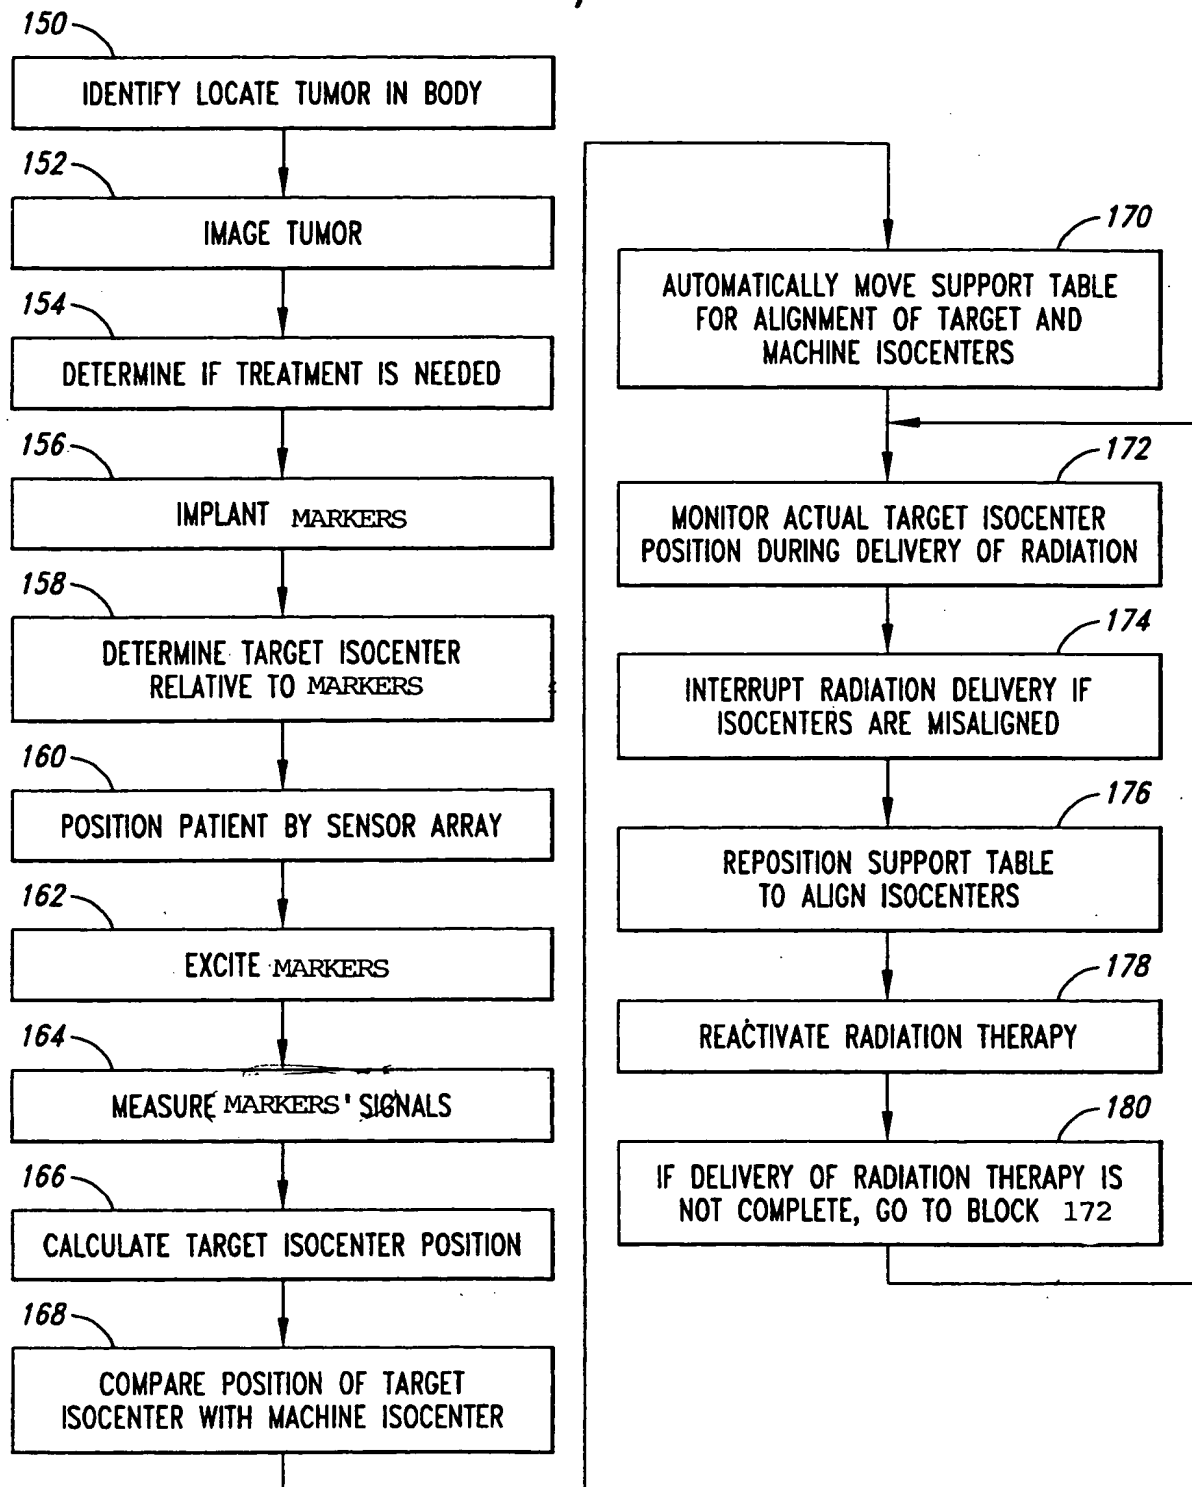 150
IDENTIFY LOCATE TUMOR IN BODY
152
IMAGE TUMOR
154
DETERMINE IF TREATMENT IS NEEDED
156
IMPLANT MARKERS
158
DETERMINE TARGET ISOCENTER
RELATIVE TO MARKERS
160
POSITION PATIENT BY SENSOR ARRAY
162
EXCITE MARKERS
164
MEASURE MARKERS' SIGNALS
166
CALCULATE TARGET ISOCENTER POSITION
168
COMPARE POSITION OF TARGET
ISOCENTER WITH MACHINE ISOCENTER
170
AUTOMATICALLY MOVE SUPPORT TABLE
FOR ALIGNMENT OF TARGET AND
MACHINE ISOCENTERS
172
MONITOR ACTUAL TARGET ISOCENTER
POSITION DURING DELIVERY OF RADIATION
174
INTERRUPT RADIATION DELIVERY IF
ISOCENTERS ARE MISALIGNED
176
REPOSITION SUPPORT TABLE
TO ALIGN ISOCENTERS
178
REACTIVATE RADIATION THERAPY
180
IF DELIVERY OF RADIATION THERAPY IS
NOT COMPLETE, GO TO BLOCK 172